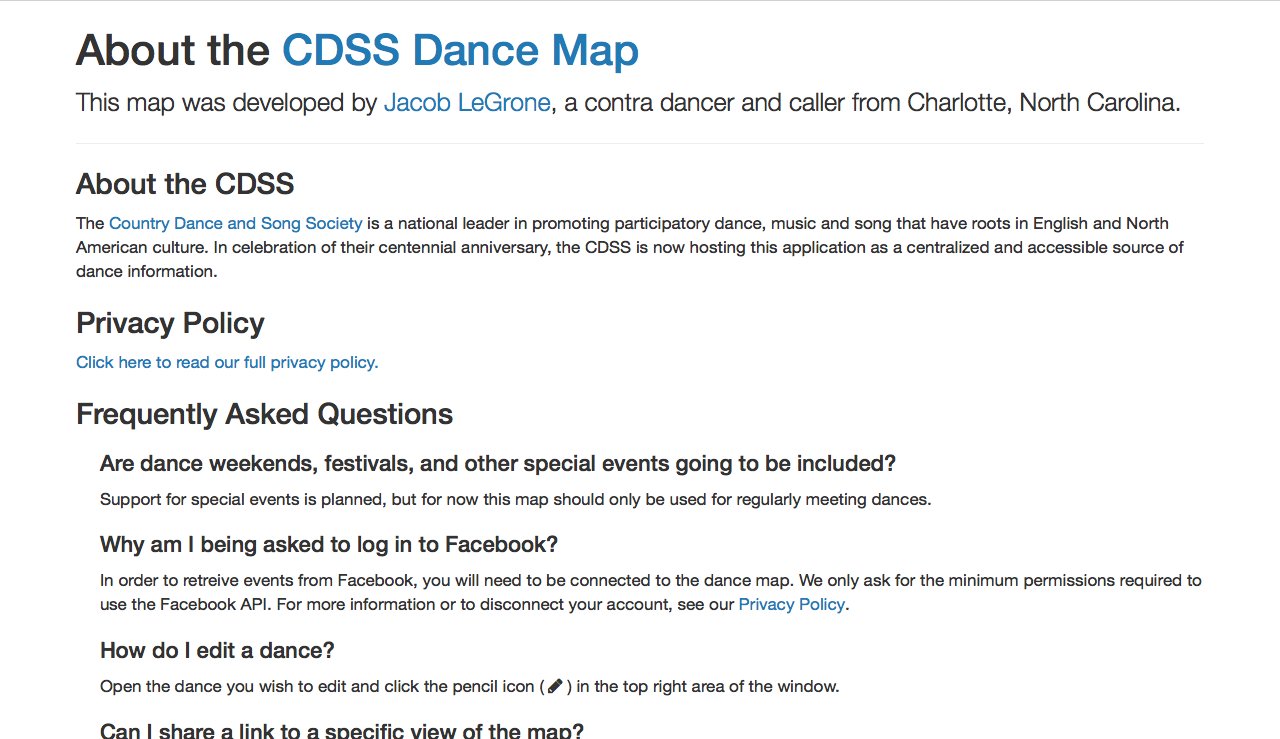 About the CDSS Dance Map
This map was developed by Jacob LeGrone, a contra dancer and caller from Charlotte, North Carolina.
About the CDSS
The Country Dance and Song Society is a national leader in promoting participatory dance, music and song that have roots in English and North
American culture. In celebration of their centennial anniversary, the CDSS is now hosting this application as a centralized and accessible source of
dance information.
Privacy Policy
Click here to read our full privacy policy.
Frequently Asked Questions
Are dance weekends, festivals, and other special events going to be included?
Support for special events is planned, but for now this map should only be used for regularly meeting dances.
Why am I being asked to log in to Facebook?
In order to retreive events from Facebook, you will need to be connected to the dance map. We only ask for the minimum permissions required to
use the Facebook API. For more information or to disconnect your account, see our Privacy Policy.
How do I edit a dance?
Open the dance you wish to edit and click the pencil icon ( ) in the top right area of the window.
Can I share a link to a specific view of the map?